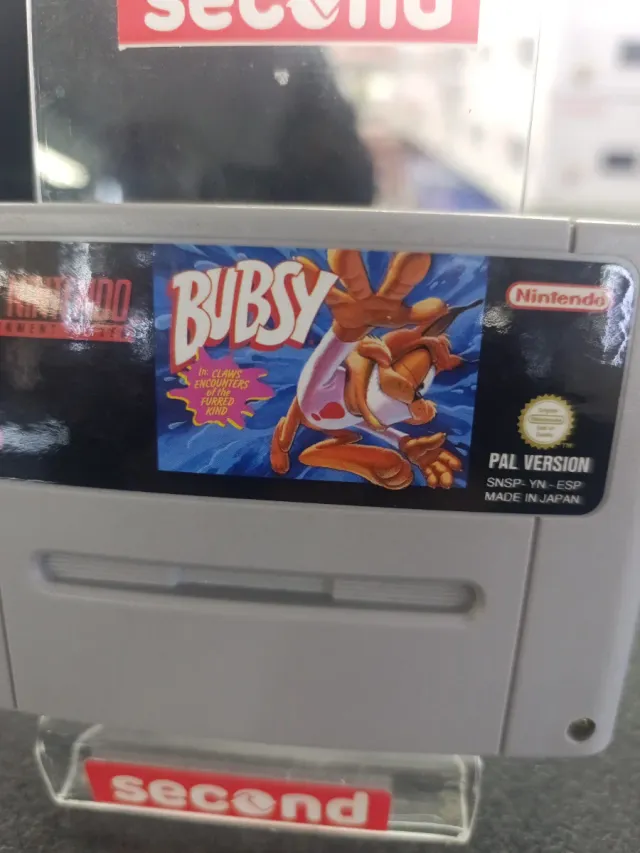 second
NINTENDO
BUBSY
In: CLAWS
ENCOUNTERS
of the
FURRED
KIND
Nintendo
PAL VERSION
SNSP-YN-ESP
MADE IN JAPAN
second